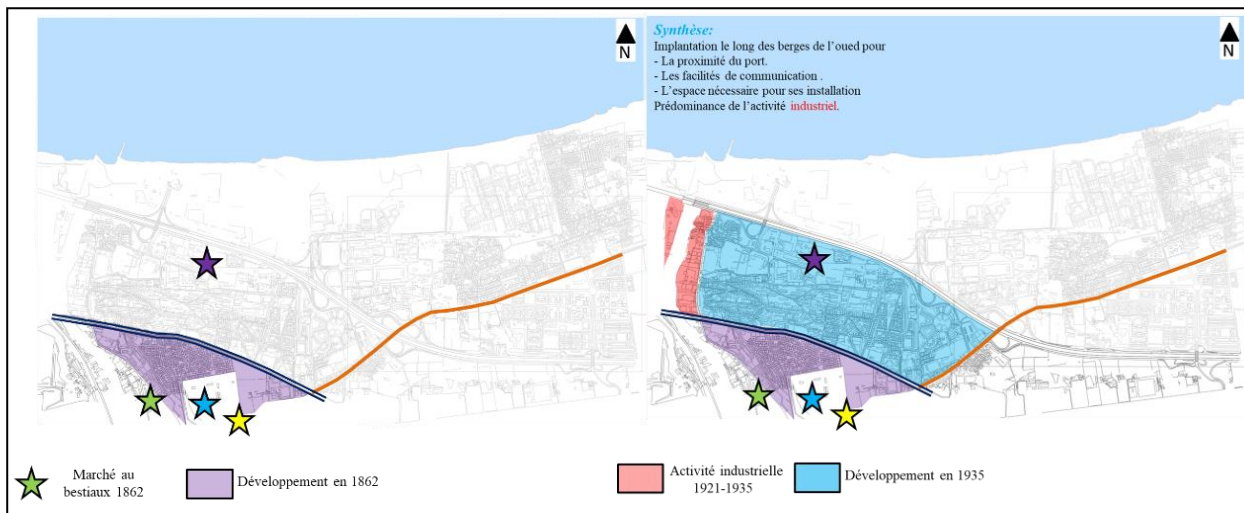 N
Synthèse:
Implantation le long des berges de l’oued pour
- La proximité du port.
- Les facilités de communication .
- L’espace nécessaire pour ses installation
Prédominance de l’activité industriel.
N
Marché au
bestiaux 1862
Développement en 1862
Activité industrielle
1921-1935
Développement en 1935